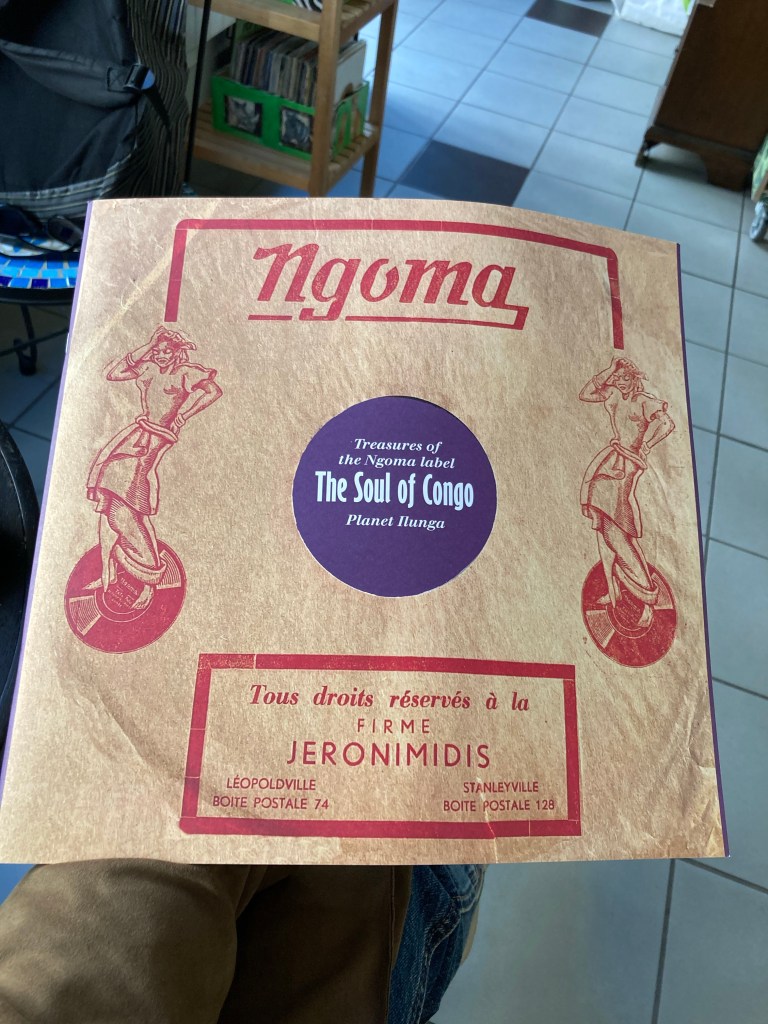 Ngoma
Treasures of
the Ngoma label
The Soul of Congo
Planet Ilunga
Tous droits réservés à la
FIRME
JERONIMIDIS
LÉOPOLDVILLE
BOITE POSTALE 74
STANLEYVILLE
BOITE POSTALE 128